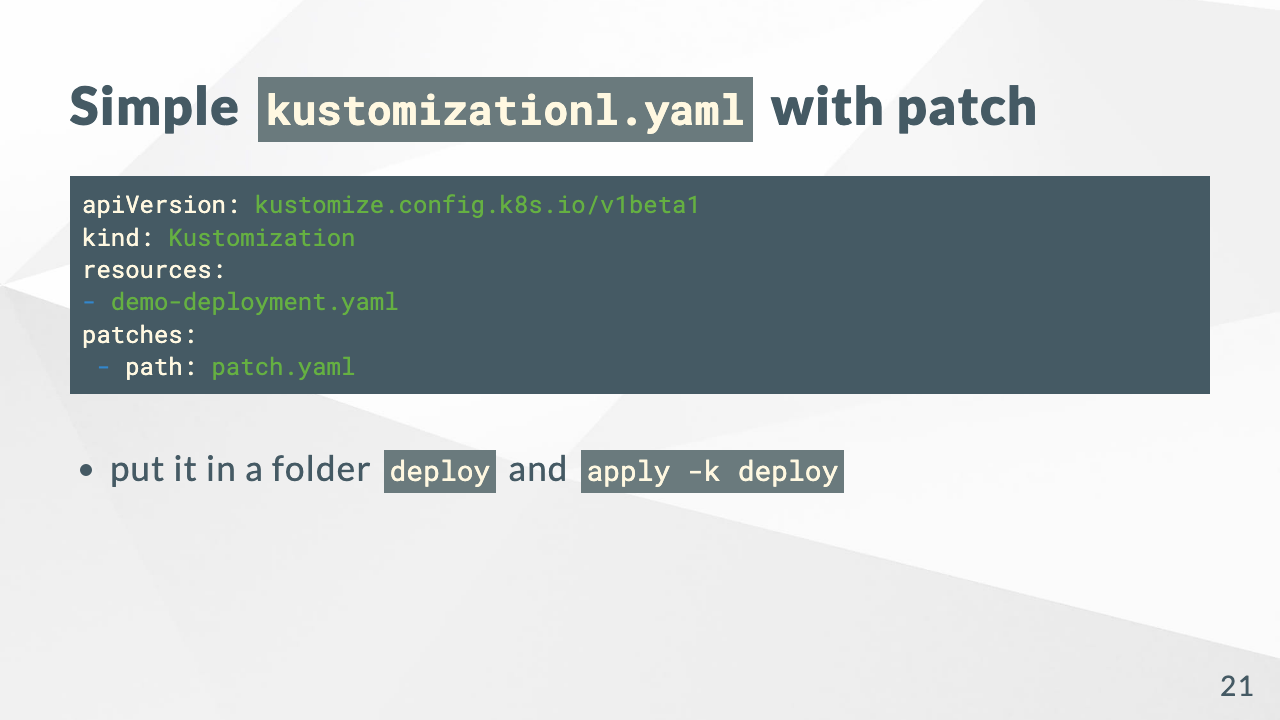 Simple kustomizationl.yaml with patch
apiVersion: kustomize.config.k8s.io/v1beta1
kind: Kustomization
resources:
- demo-deployment.yaml
patches:
 - path: patch.yaml
• put it in a folder deploy and apply -k deploy
21